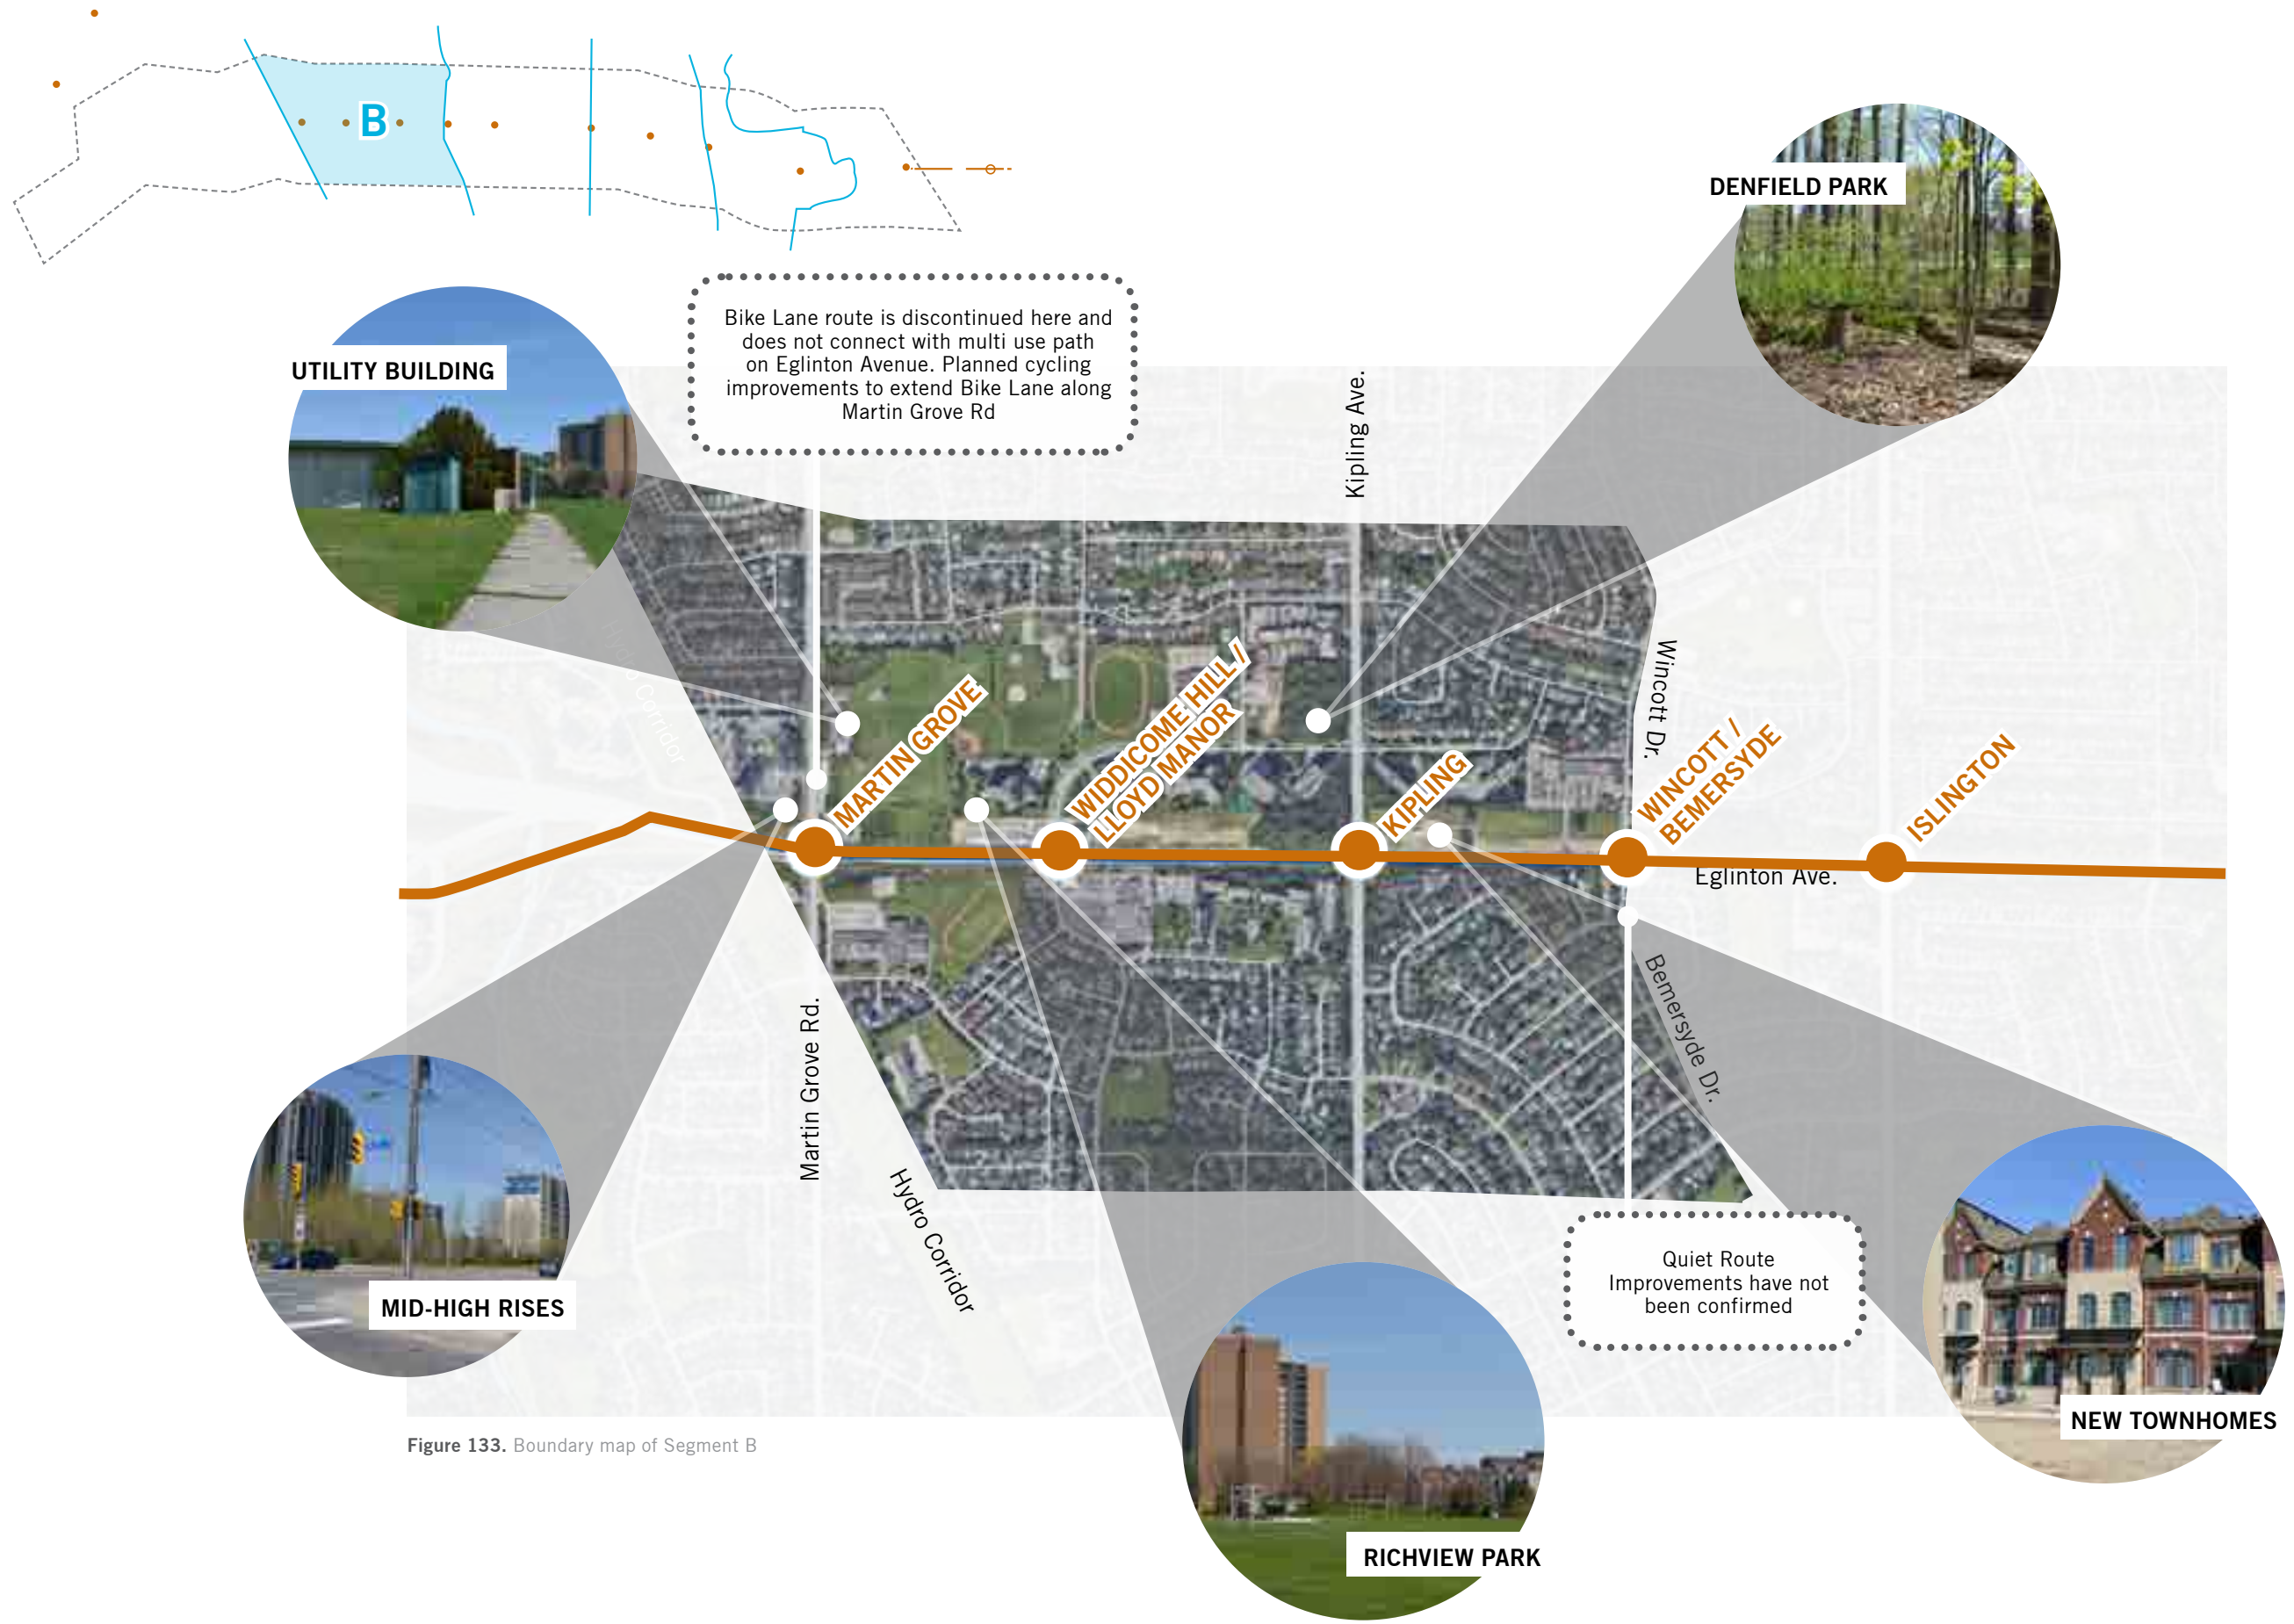 B
DENFIELD PARK
Bike Lane route is discontinued here and
does not connect with multi use path
on Eglinton Avenue. Planned cycling
improvements to extend Bike Lane along
Martin Grove Rd
UTILITY BUILDING
Kipling Ave.
Hydro Corridor
Wincott Dr.
MARTIN GROVE
WIDDICOME HILL /
LLOYD MANOR
KIPLING
WINCOTT /
BEMERSYDE
ISLINGTON
Eglinton Ave.
Bemersyde Dr.
Martin Grove Rd.
Hydro Corridor
MID-HIGH RISES
Quiet Route
Improvements have not
been confirmed
NEW TOWNHOMES
RICHVIEW PARK
Figure 133. Boundary map of Segment B